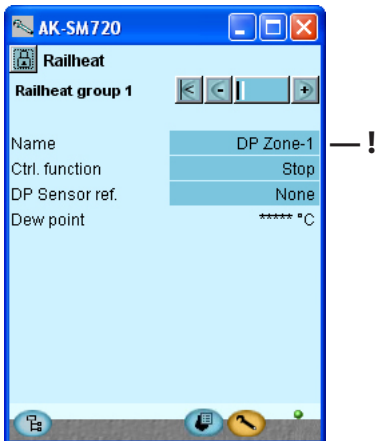 AK-SM720
Railheat
Railheat group 1
Name DP Zone-1 — !
Ctrl. function Stop
DP Sensor ref. None
Dew point ***** °C